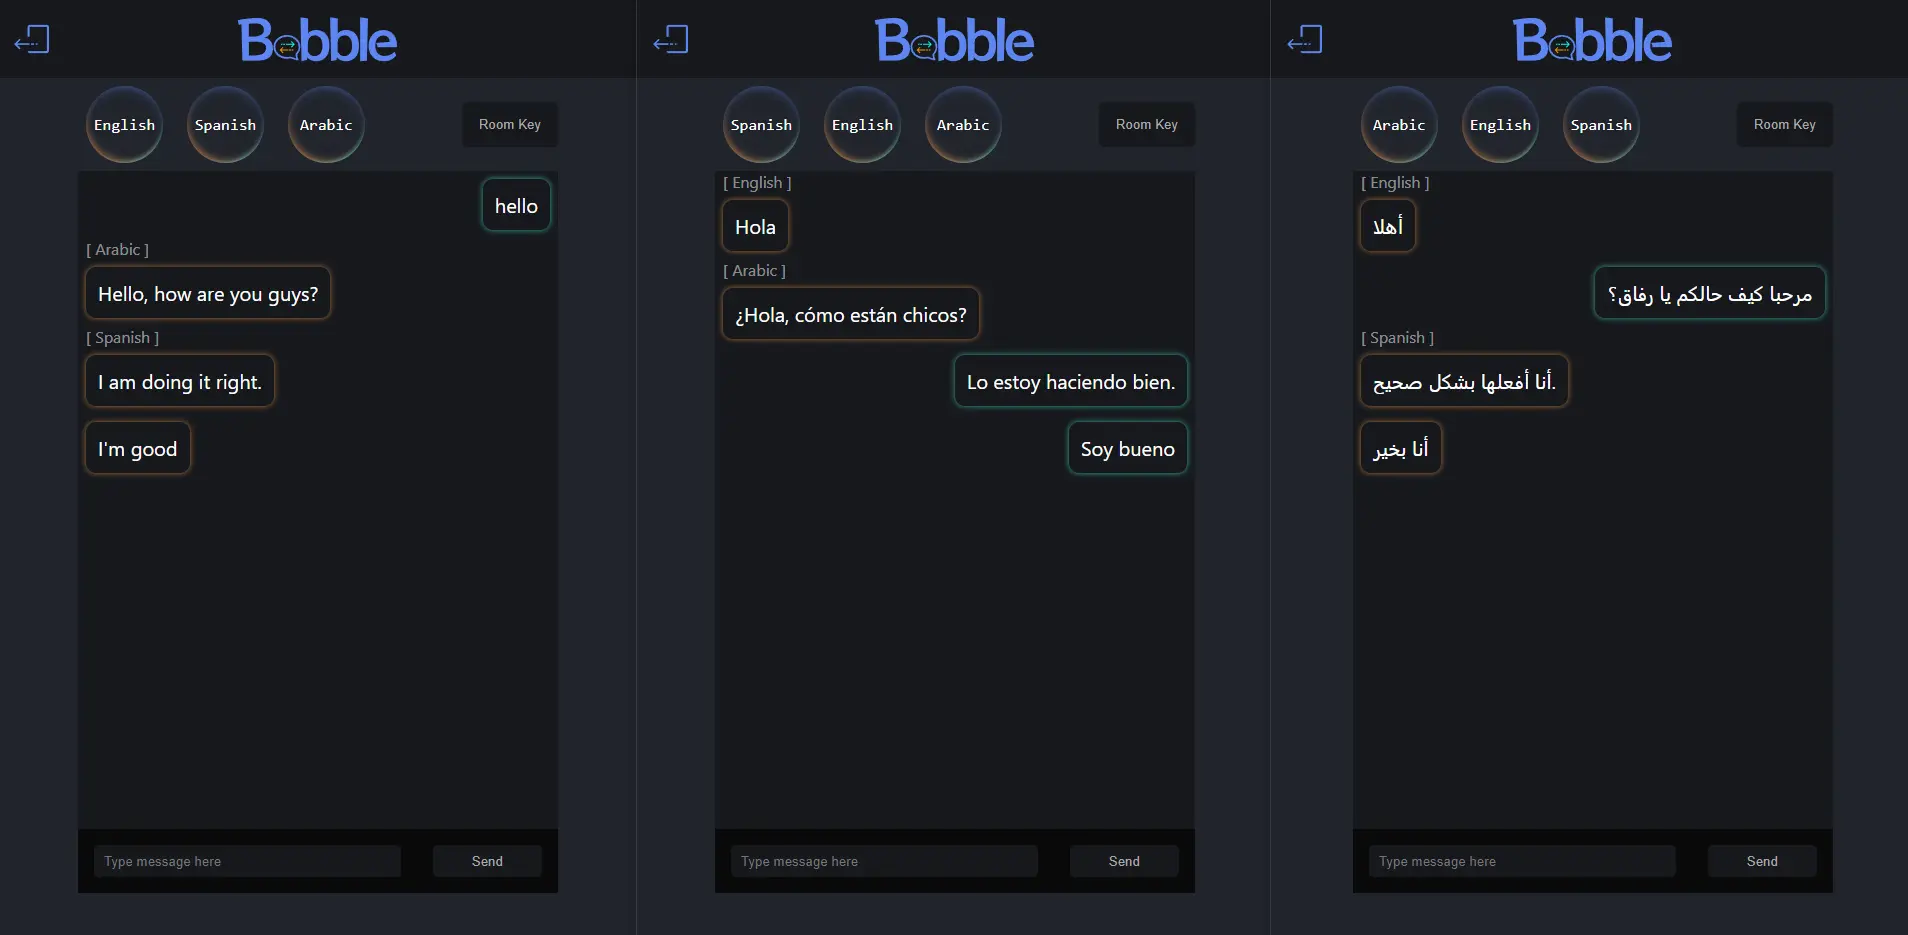 Babble
English Spanish Arabic Room Key
hello
[ Arabic ]
Hello, how are you guys?
[ Spanish ]
I am doing it right.
I'm good
Type message here Send
Babble
Spanish English Arabic Room Key
[ English ]
Hola
[ Arabic ]
¿Hola, cómo están chicos?
Lo estoy haciendo bien.
Soy bueno
Type message here Send
Babble
Arabic English Spanish Room Key
[ English ]
أهلا
مرحبا كيف حالكم يا رفاق؟
[ Spanish ]
أنا أفعلها بشكل صحيح.
أنا بخير
Type message here Send